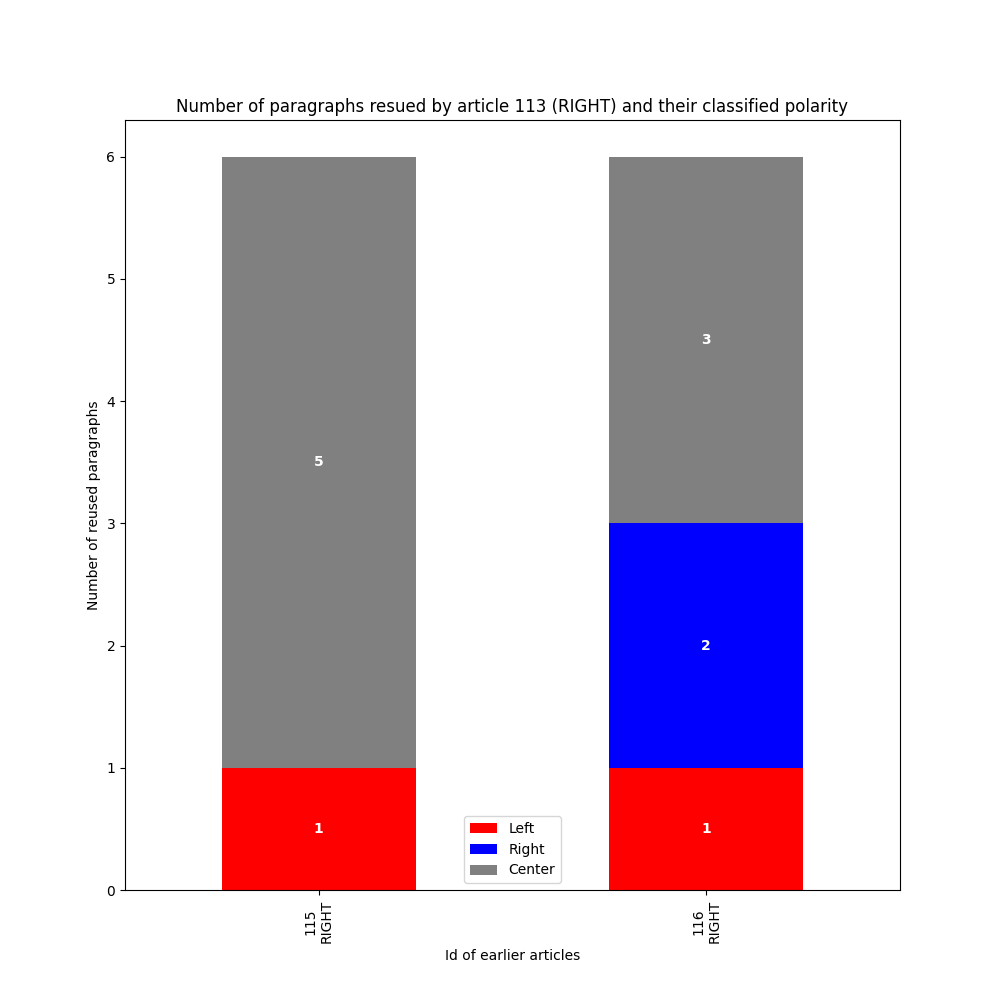 Number of paragraphs resued by article 113 (RIGHT) and their classified polarity
Number of reused paragraphs
6
5
4
3
2
1
0
5
1
3
2
1
Left
Right
Center
115
RIGHT
116
RIGHT
Id of earlier articles